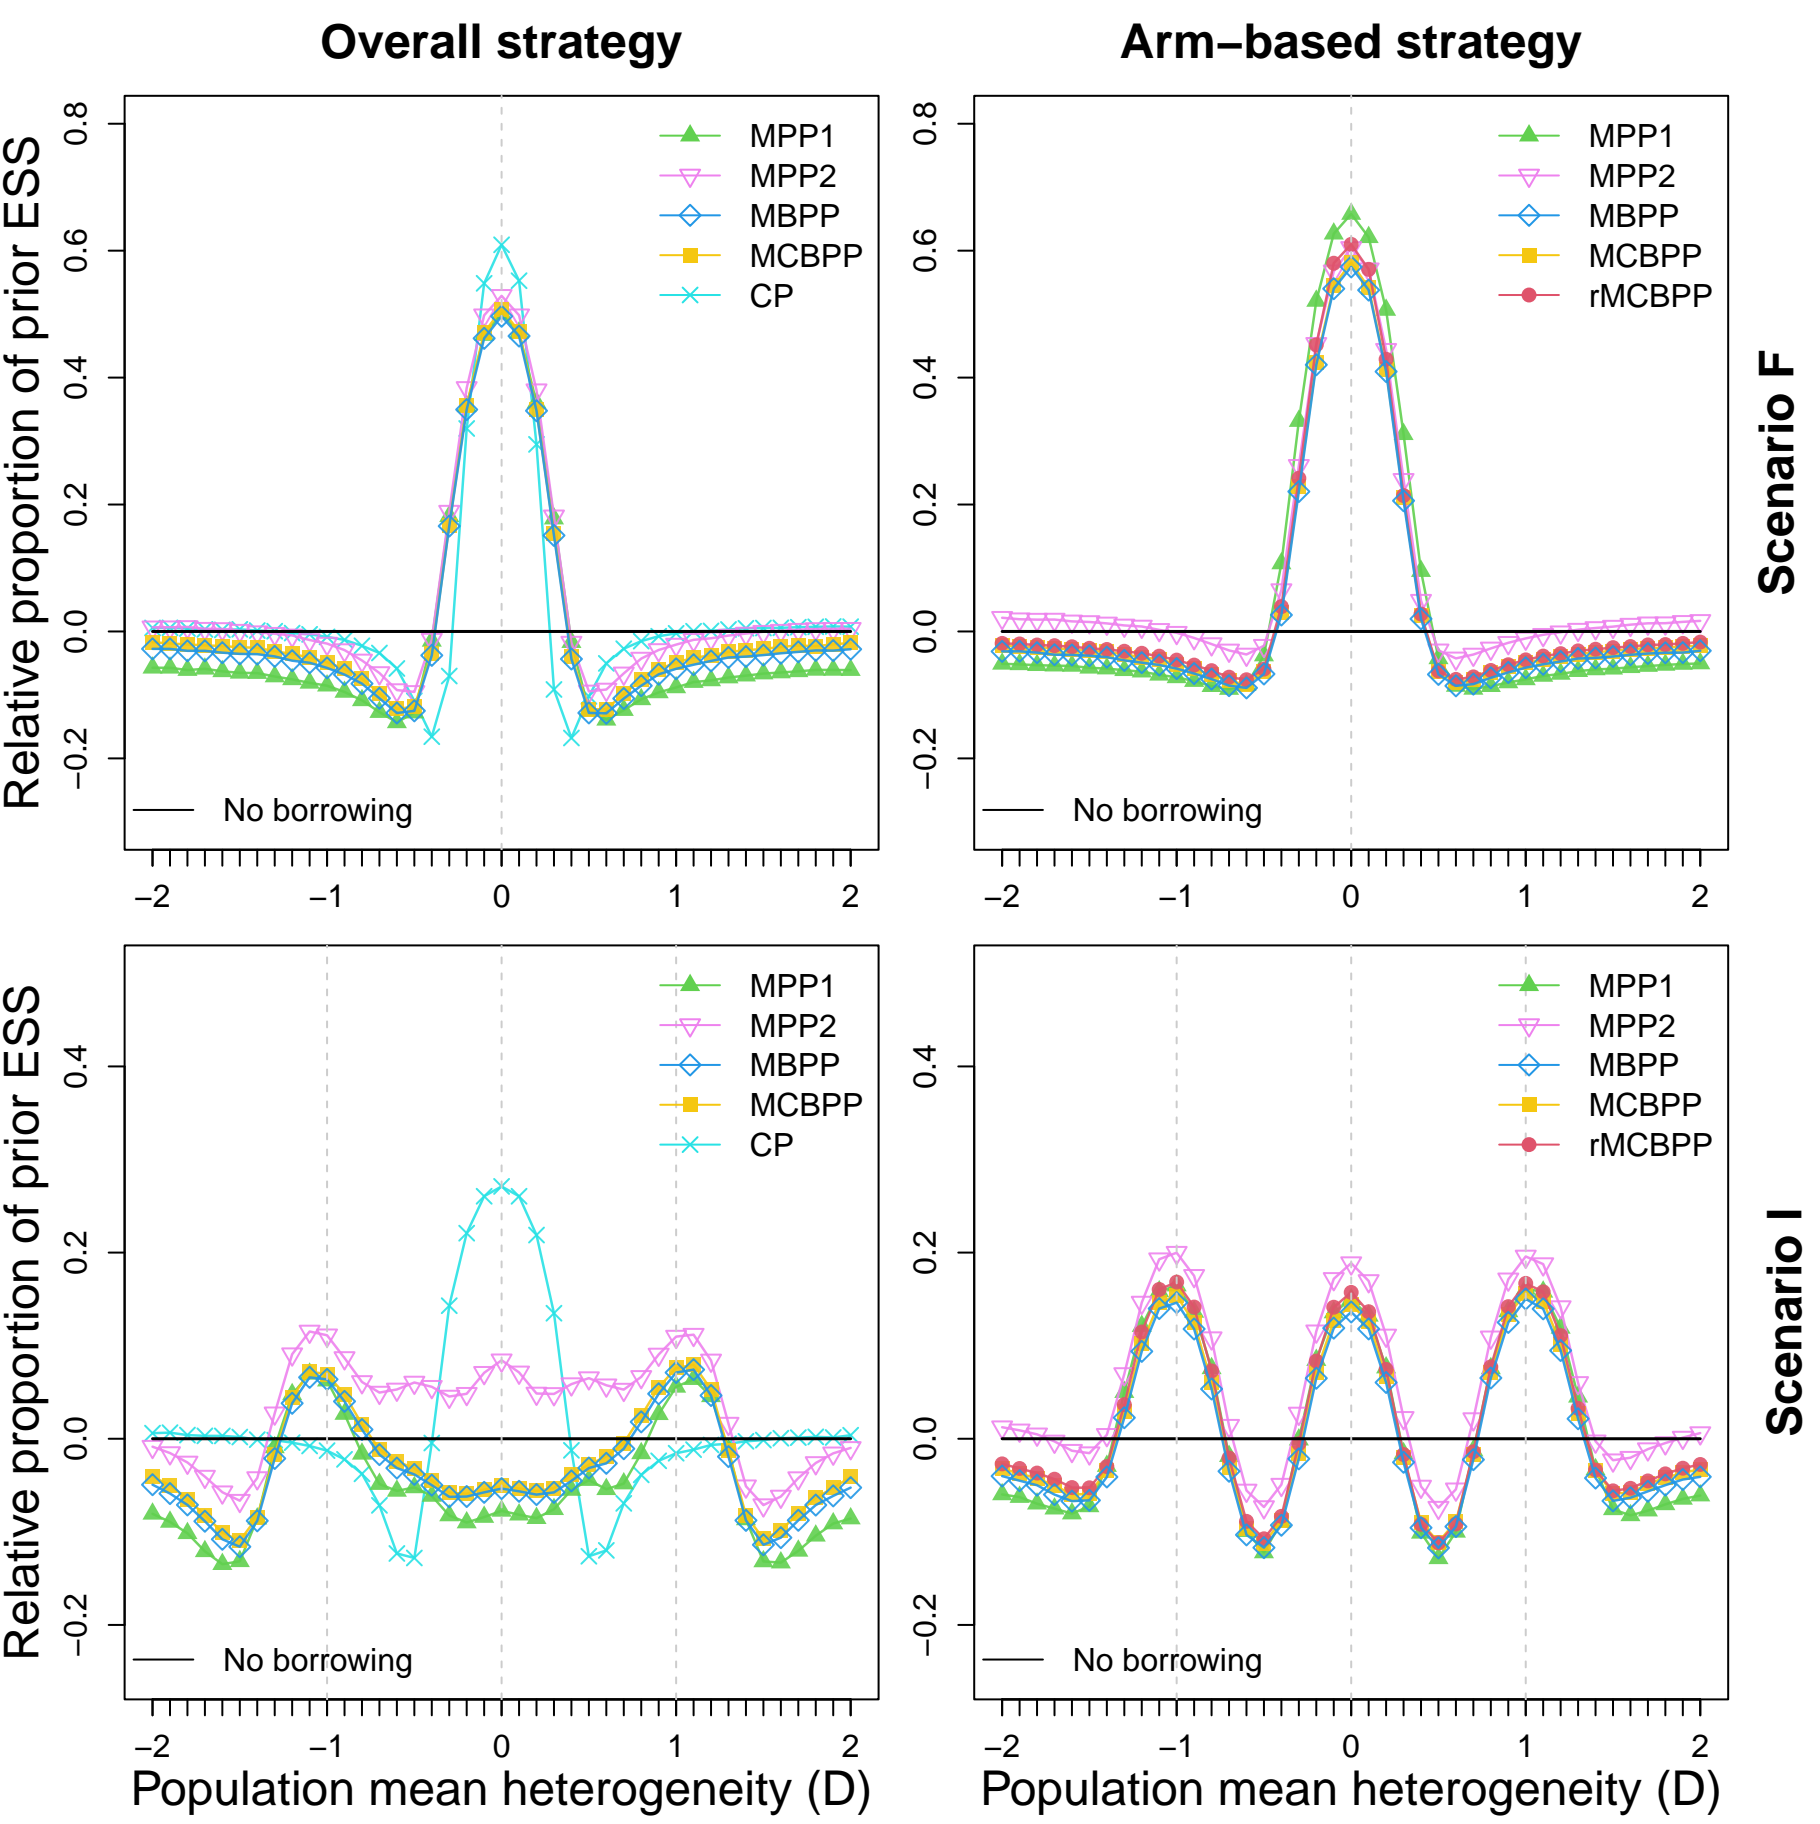 Overall strategy
Arm−based strategy
Relative proportion of prior ESS
0.8
0.6
0.4
0.2
0.0
−0.2
MPP1
MPP2
MBPP
MCBPP
CP
No borrowing
−2
−1
0
1
2
0.8
0.6
0.4
0.2
0.0
−0.2
MPP1
MPP2
MBPP
MCBPP
rMCBPP
No borrowing
−2
−1
0
1
2
Scenario F
Relative proportion of prior ESS
0.4
0.2
0.0
−0.2
MPP1
MPP2
MBPP
MCBPP
CP
No borrowing
−2
−1
0
1
2
Population mean heterogeneity (D)
0.4
0.2
0.0
−0.2
MPP1
MPP2
MBPP
MCBPP
rMCBPP
No borrowing
−2
−1
0
1
2
Population mean heterogeneity (D)
Scenario I